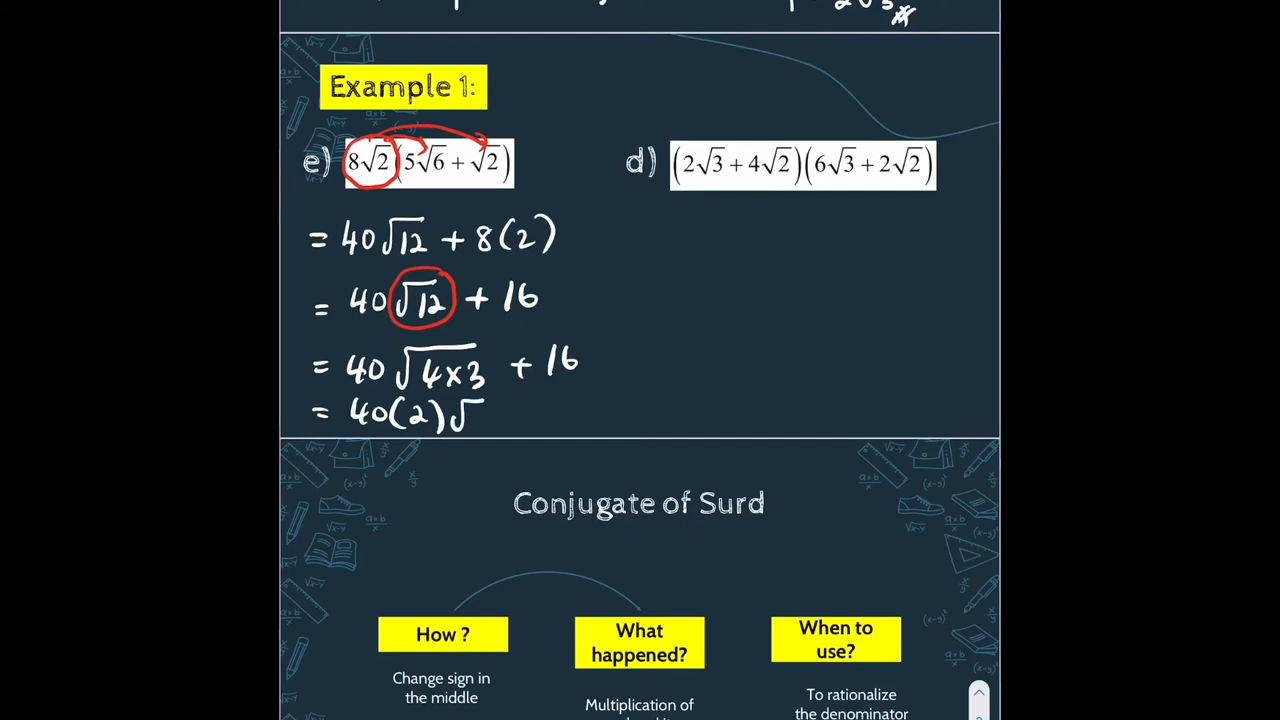 Example 1:
e) 8√2(5√6 + √2)
= 40√12 + 8(2)
= 40√12 + 16
= 40√4×3 + 16
= 40(2)√
d) (2√3 + 4√2)(6√3 + 2√2)
Conjugate of Surd
How ?
Change sign in
the middle
What
happened?
Multiplication of
When to
use?
To rationalize
the denominator